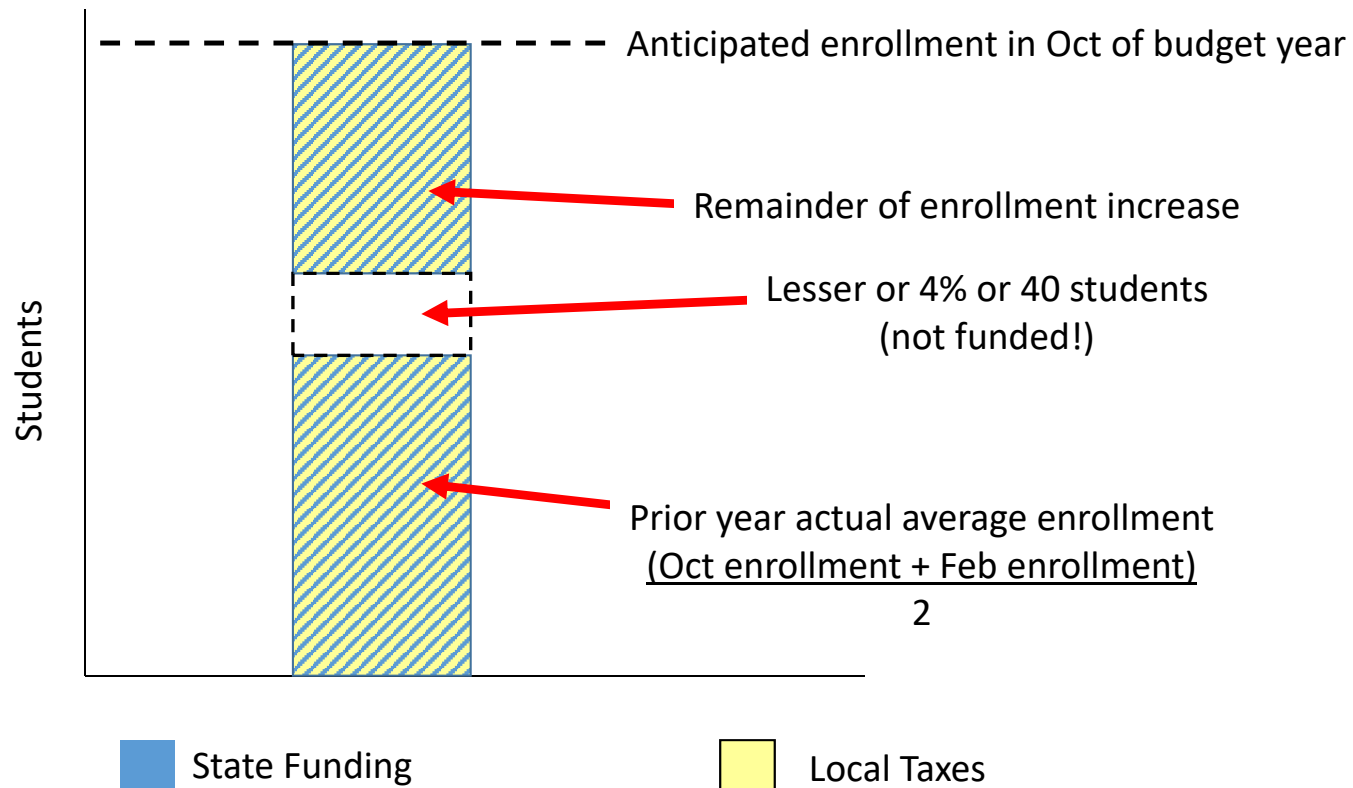 Anticipated enrollment in Oct of budget year
Remainder of enrollment increase
Lesser or 4% or 40 students
(not funded!)
Students
Prior year actual average enrollment
(Oct enrollment + Feb enrollment)
2
State Funding
Local Taxes